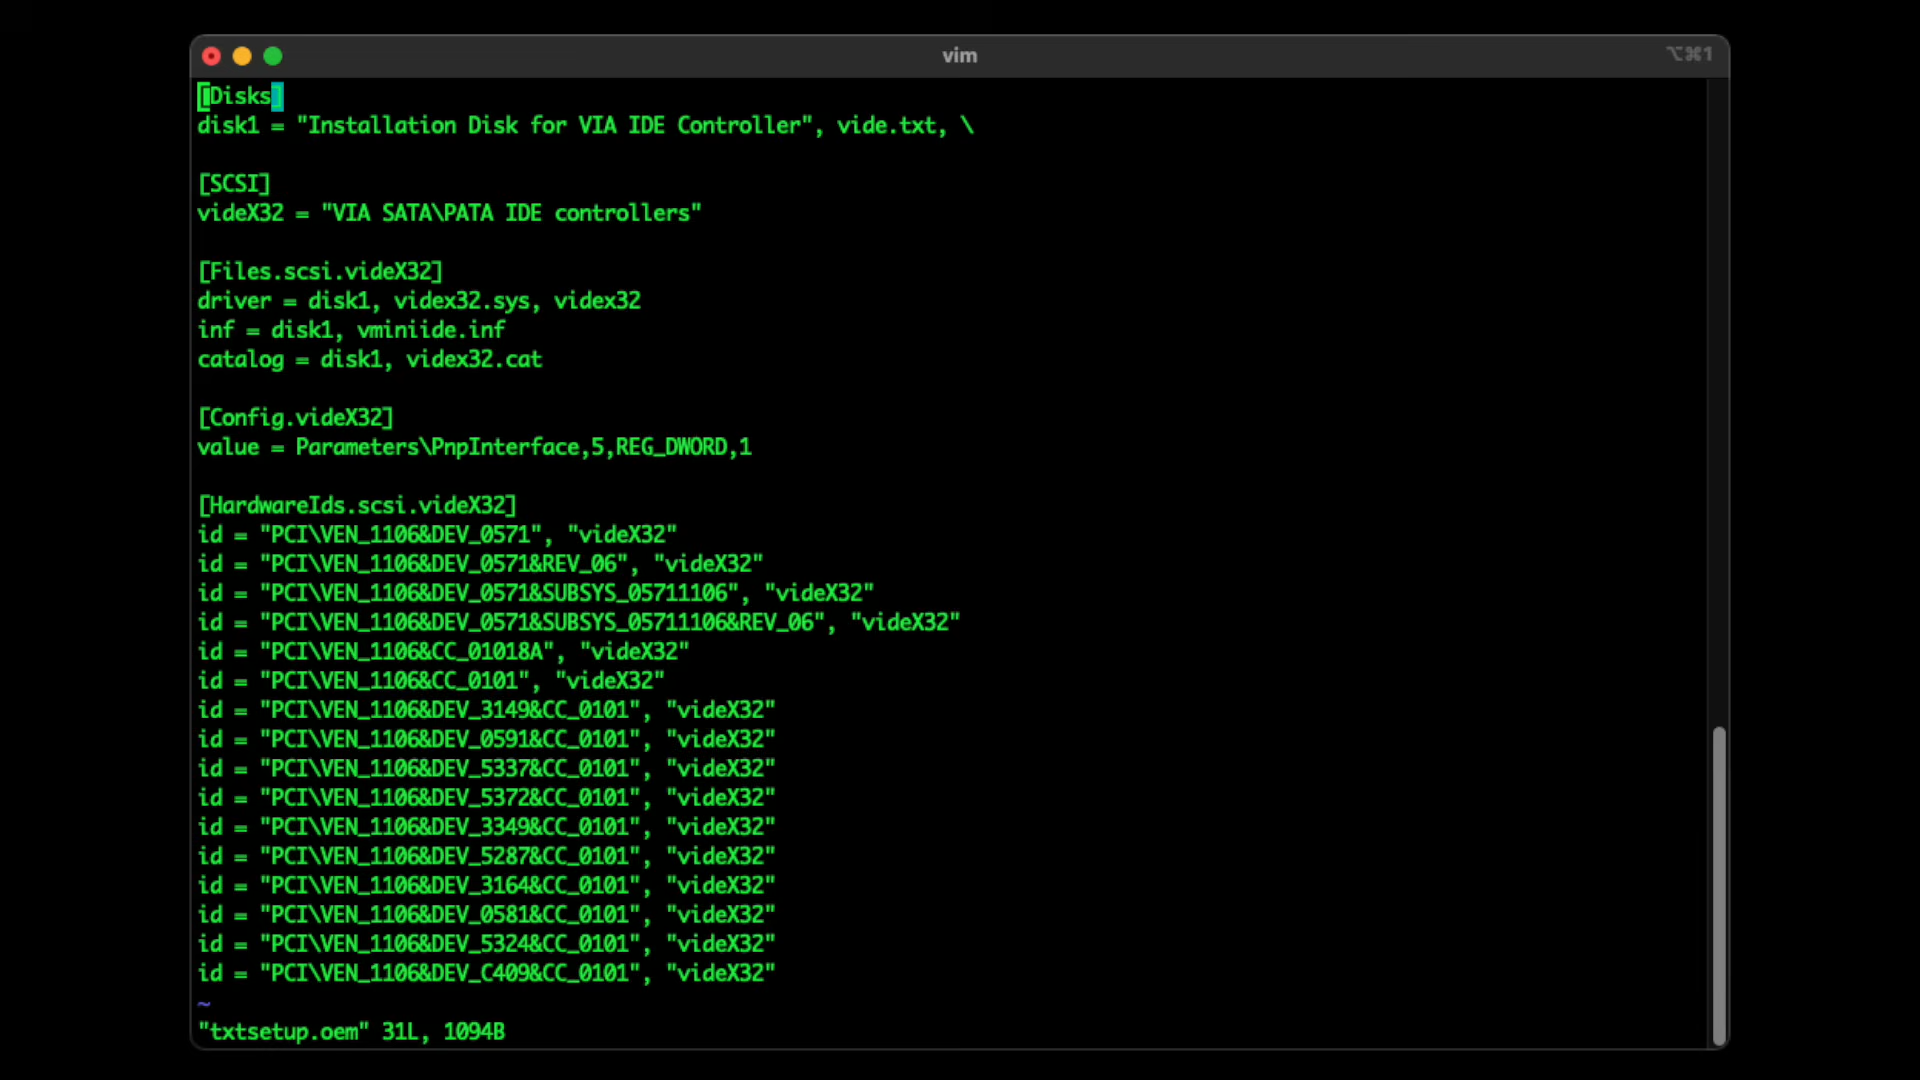 vim
⌥⌘1
[Disks]
disk1 = "Installation Disk for VIA IDE Controller", vide.txt, \
[SCSI]
videX32 = "VIA SATA\PATA IDE controllers"
[Files.scsi.videX32]
driver = disk1, videx32.sys, videx32
inf = disk1, vminiide.inf
catalog = disk1, videx32.cat
[Config.videX32]
value = Parameters\PnpInterface,5,REG_DWORD,1
[HardwareIds.scsi.videX32]
id = "PCI\VEN_1106&DEV_0571", "videX32"
id = "PCI\VEN_1106&DEV_0571&REV_06", "videX32"
id = "PCI\VEN_1106&DEV_0571&SUBSYS_05711106", "videX32"
id = "PCI\VEN_1106&DEV_0571&SUBSYS_05711106&REV_06", "videX32"
id = "PCI\VEN_1106&CC_01018A", "videX32"
id = "PCI\VEN_1106&CC_0101", "videX32"
id = "PCI\VEN_1106&DEV_3149&CC_0101", "videX32"
id = "PCI\VEN_1106&DEV_0591&CC_0101", "videX32"
id = "PCI\VEN_1106&DEV_5337&CC_0101", "videX32"
id = "PCI\VEN_1106&DEV_5372&CC_0101", "videX32"
id = "PCI\VEN_1106&DEV_3349&CC_0101", "videX32"
id = "PCI\VEN_1106&DEV_5287&CC_0101", "videX32"
id = "PCI\VEN_1106&DEV_3164&CC_0101", "videX32"
id = "PCI\VEN_1106&DEV_0581&CC_0101", "videX32"
id = "PCI\VEN_1106&DEV_5324&CC_0101", "videX32"
id = "PCI\VEN_1106&DEV_C409&CC_0101", "videX32"
~
"txtsetup.oem" 31L, 1094B